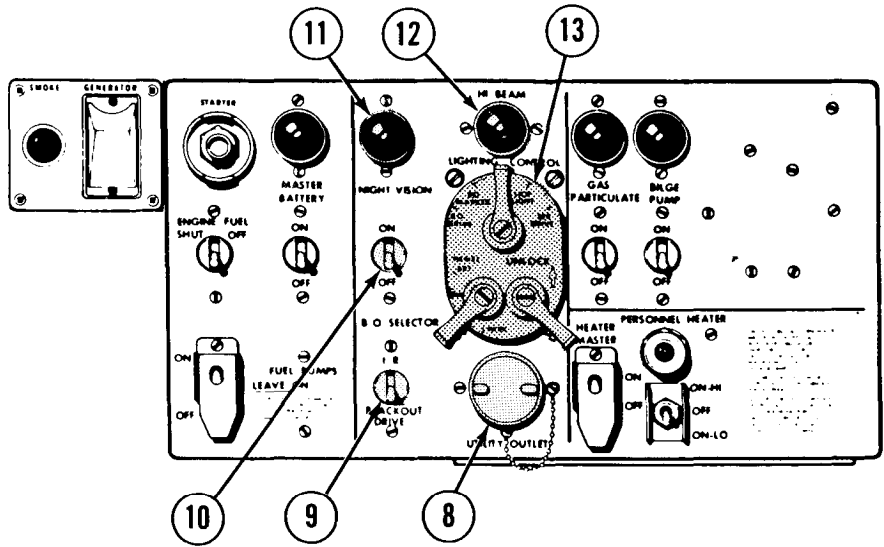 11
12
13
SMOKE
GENERATOR
STARTER
HI BEAM
MASTER
BATTERY
NIGHT VISION
LIGHTING CONTROL
GAS
PARTICULATE
BILGE
PUMP
ENGINE FUEL
SHUT OFF
ON
OFF
ON
OFF
UNLOCK
PARK
ON
OFF
ON
OFF
B O SELECTOR
I R
BLACKOUT
DRIVE
FUEL PUMPS
LEAVE ON
ON
OFF
UTILITY OUTLET
PERSONNEL HEATER
HEATER
MASTER
ON
OFF
ON-HI
OFF
ON-LO
10
9
8